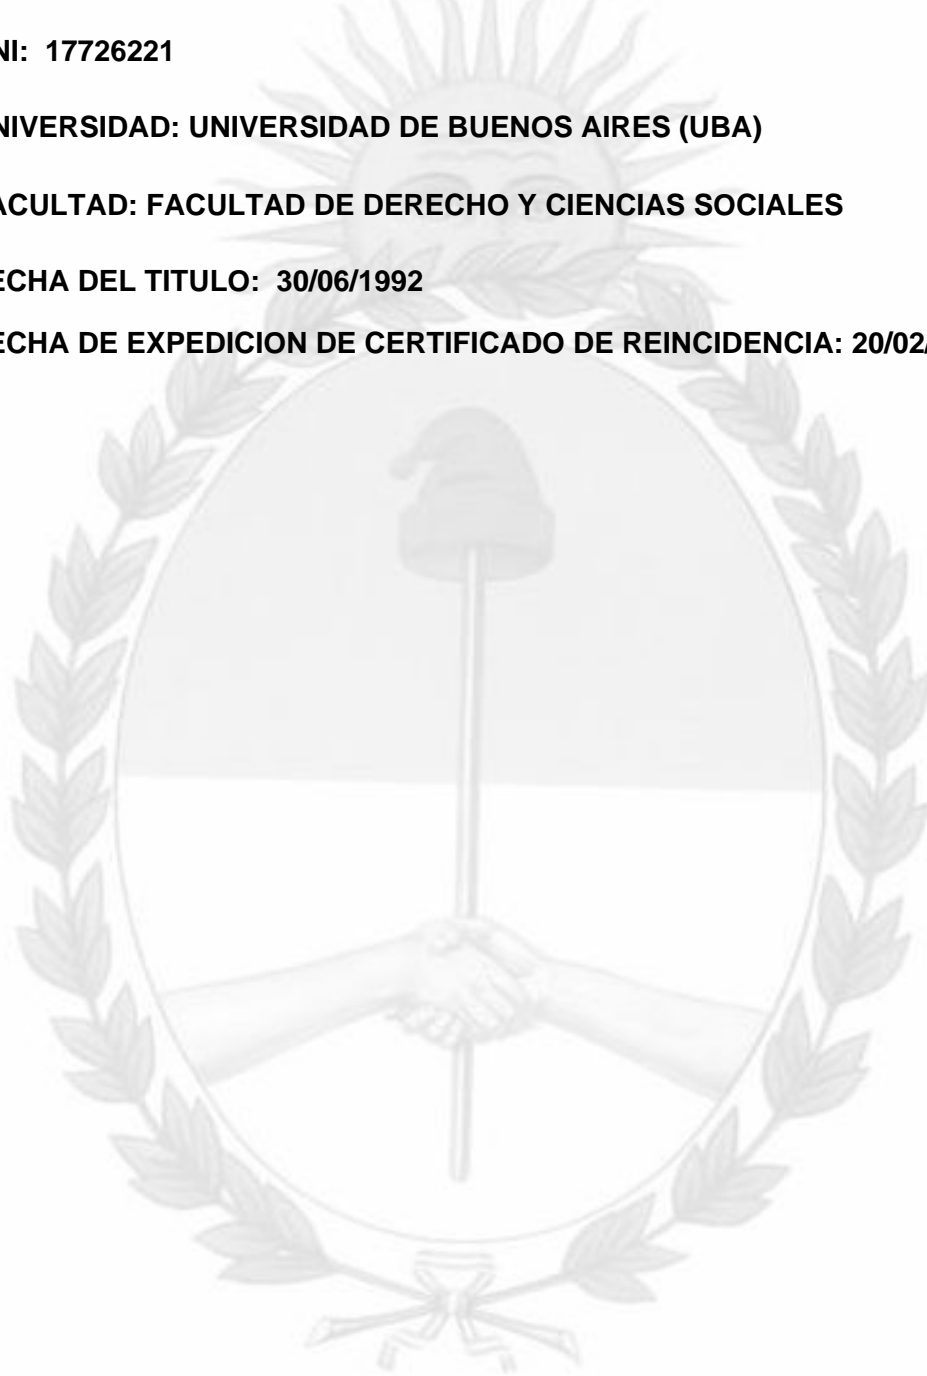 NI: 17726221
NIVERSIDAD: UNIVERSIDAD DE BUENOS AIRES (UBA)
ACULTAD: FACULTAD DE DERECHO Y CIENCIAS SOCIALES
ECHA DEL TITULO: 30/06/1992
ECHA DE EXPEDICION DE CERTIFICADO DE REINCIDENCIA: 20/02/